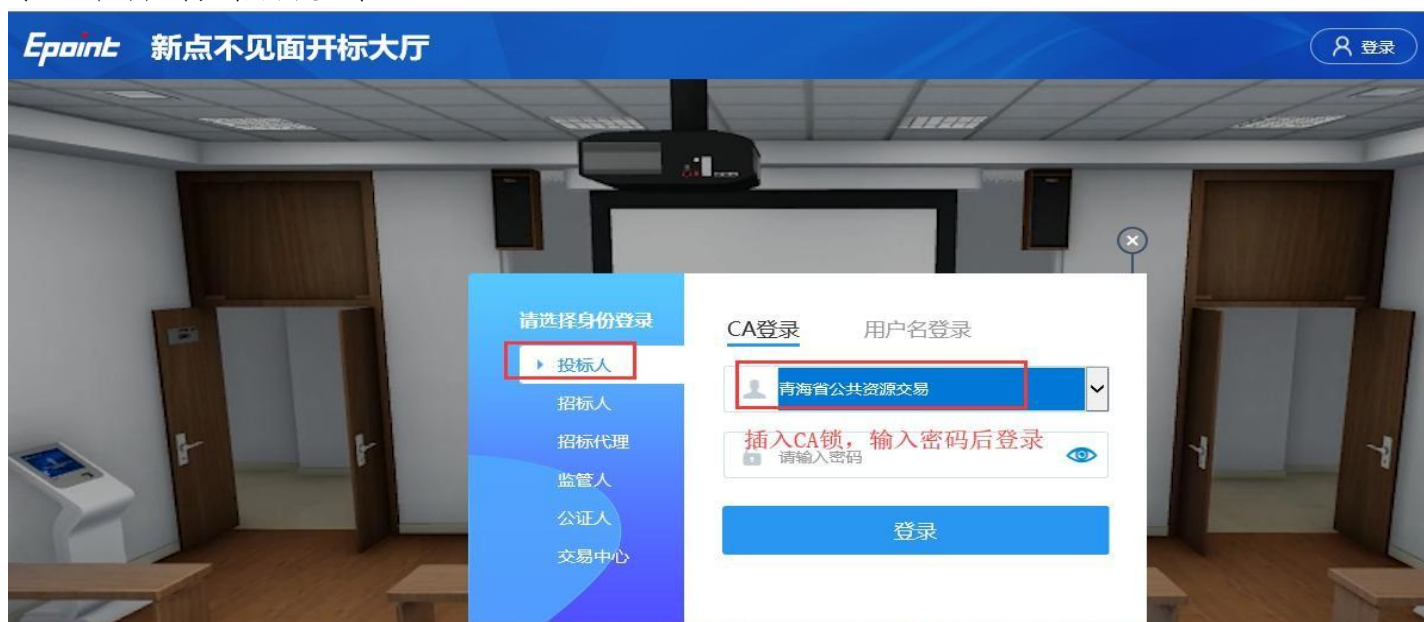 Epoint 新点不见面开标大厅
登录
请选择身份登录
投标人
招标人
招标代理
监管人
公证人
交易中心
CA登录 用户名登录
青海省公共资源交易
插入CA锁，输入密码后登录
请输入密码
登录